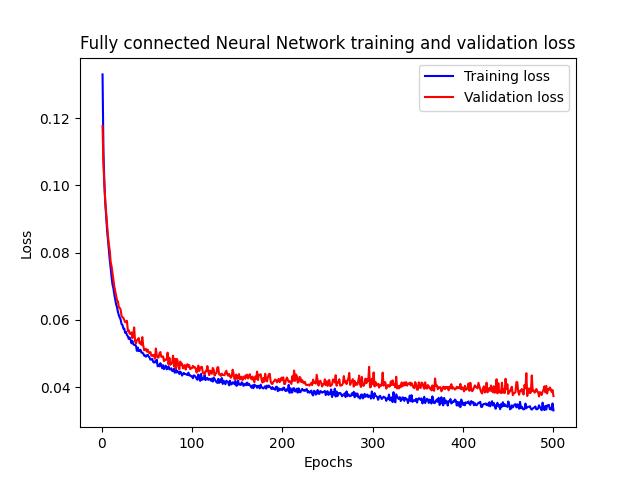 Fully connected Neural Network training and validation loss
Training loss
Validation loss
0.12
0.10
0.08
0.06
0.04
Loss
0 100 200 300 400 500
Epochs